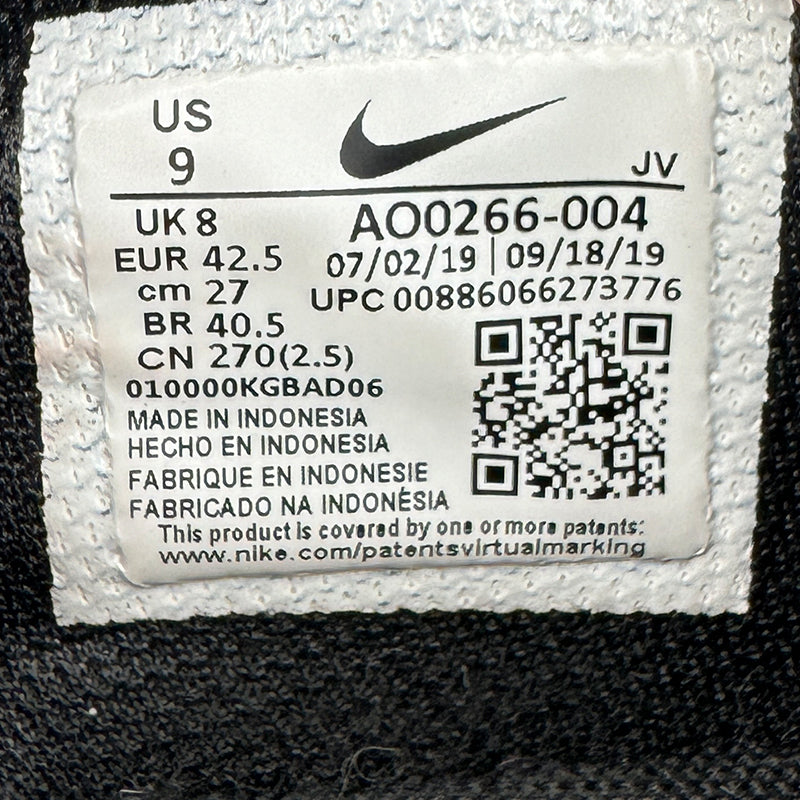 US
9
JV
UK 8
AO0266-004
EUR 42.5
07/02/19 | 09/18/19
cm 27
UPC 00886066273776
BR 40.5
CN 270(2.5)
010000KGBAD06
MADE IN INDONESIA
HECHO EN INDONESIA
FABRIQUE EN INDONESIE
FABRICADO NA INDONÉSIA
This product is covered by one or more patents:
www.nike.com/patentsvirtualmarking